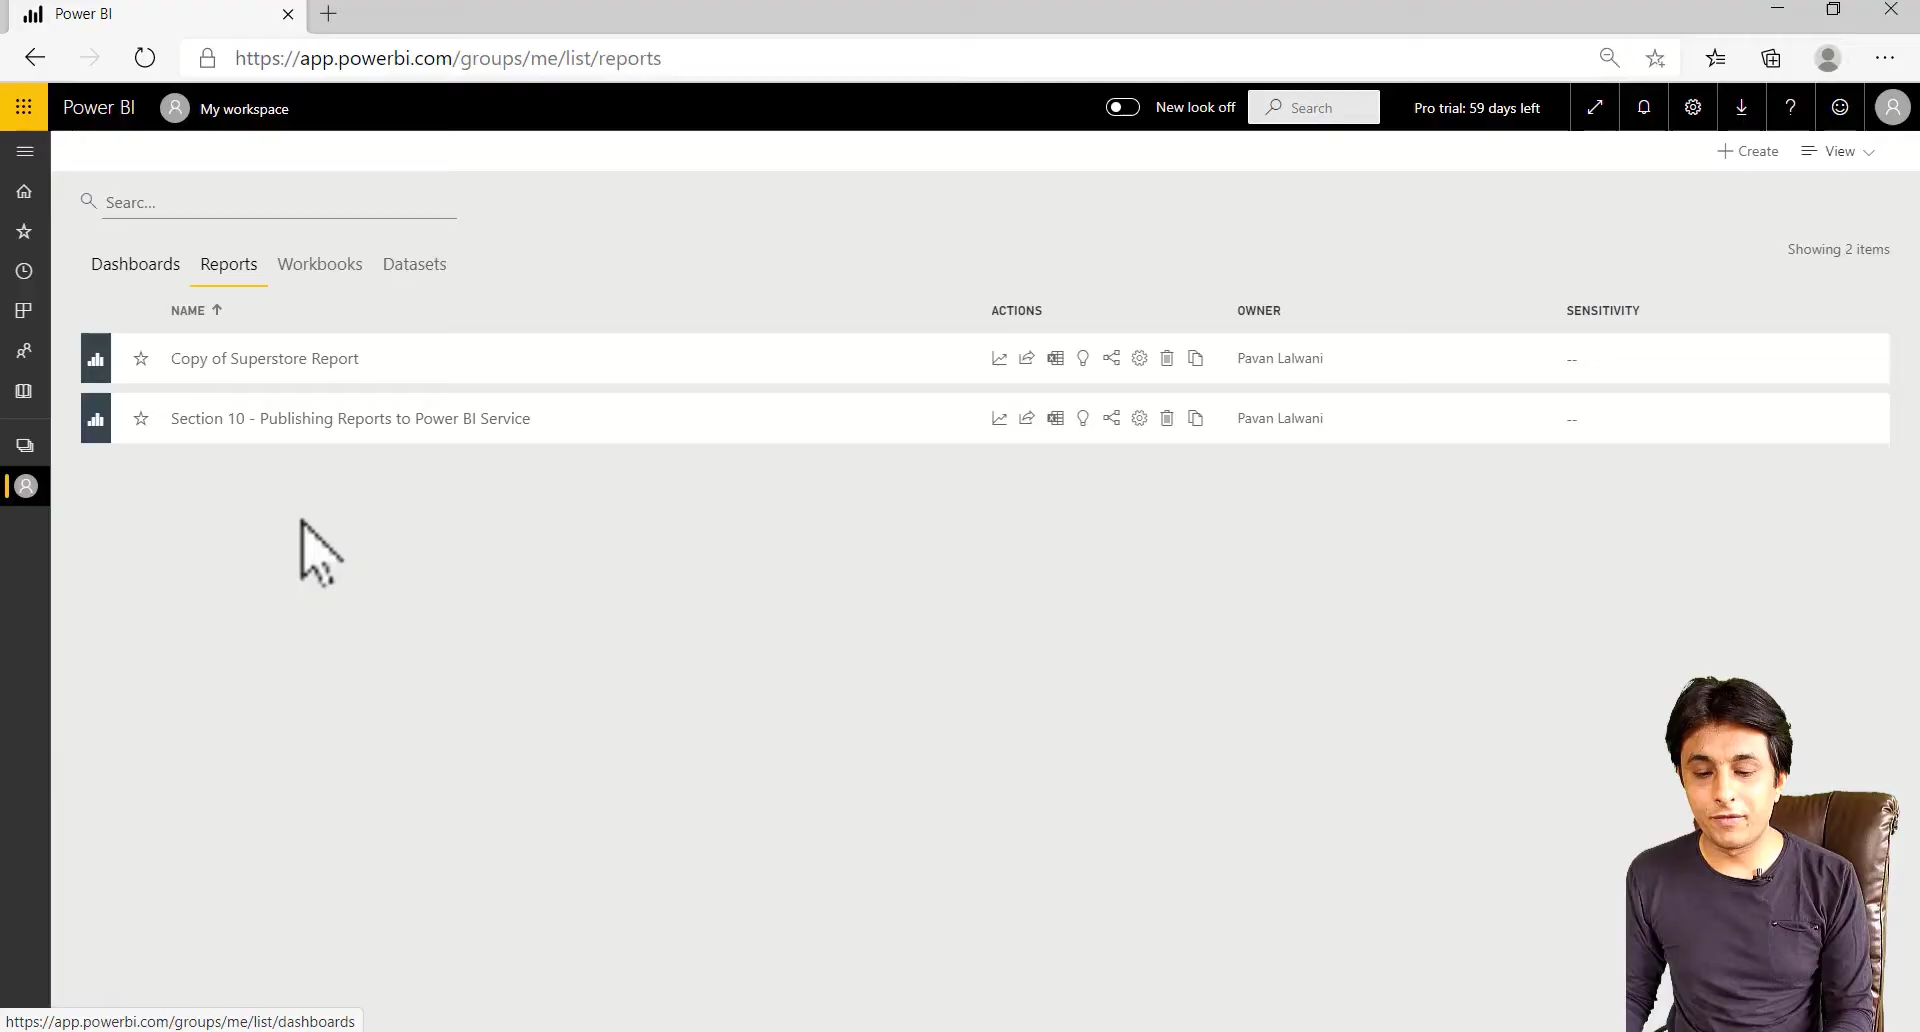 Power BI
https://app.powerbi.com/groups/me/list/reports
Power BI My workspace New look off Search Pro trial: 59 days left
Create View
Searc...
Showing 2 items
Dashboards Reports Workbooks Datasets
NAME ACTIONS OWNER SENSITIVITY
Copy of Superstore Report Pavan Lalwani --
Section 10 - Publishing Reports to Power BI Service Pavan Lalwani --
https://app.powerbi.com/groups/me/list/dashboards